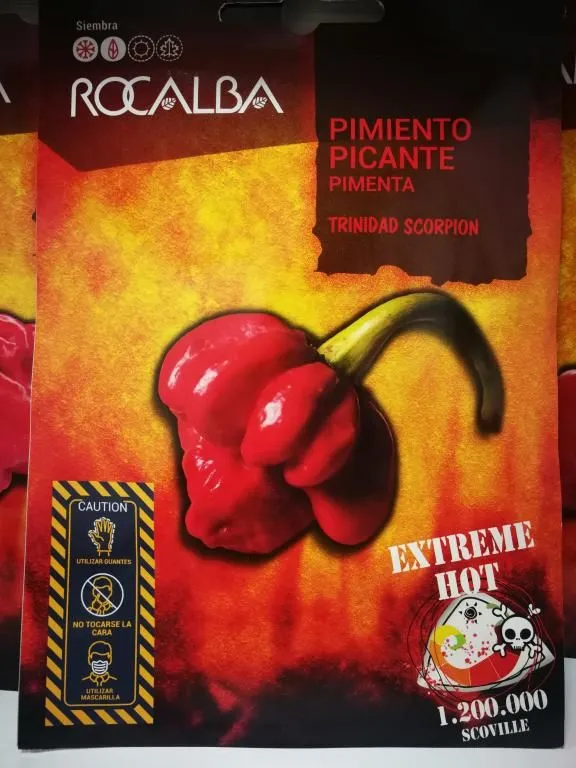 Siembra
ROCALBA
PIMIENTO
PICANTE
PIMENTA
TRINIDAD SCORPION
CAUTION
UTILIZAR GUANTES
NO TOCARSE LA
CARA
UTILIZAR
MASCARILLA
EXTREME
HOT
1.200.000
SCOVILLE